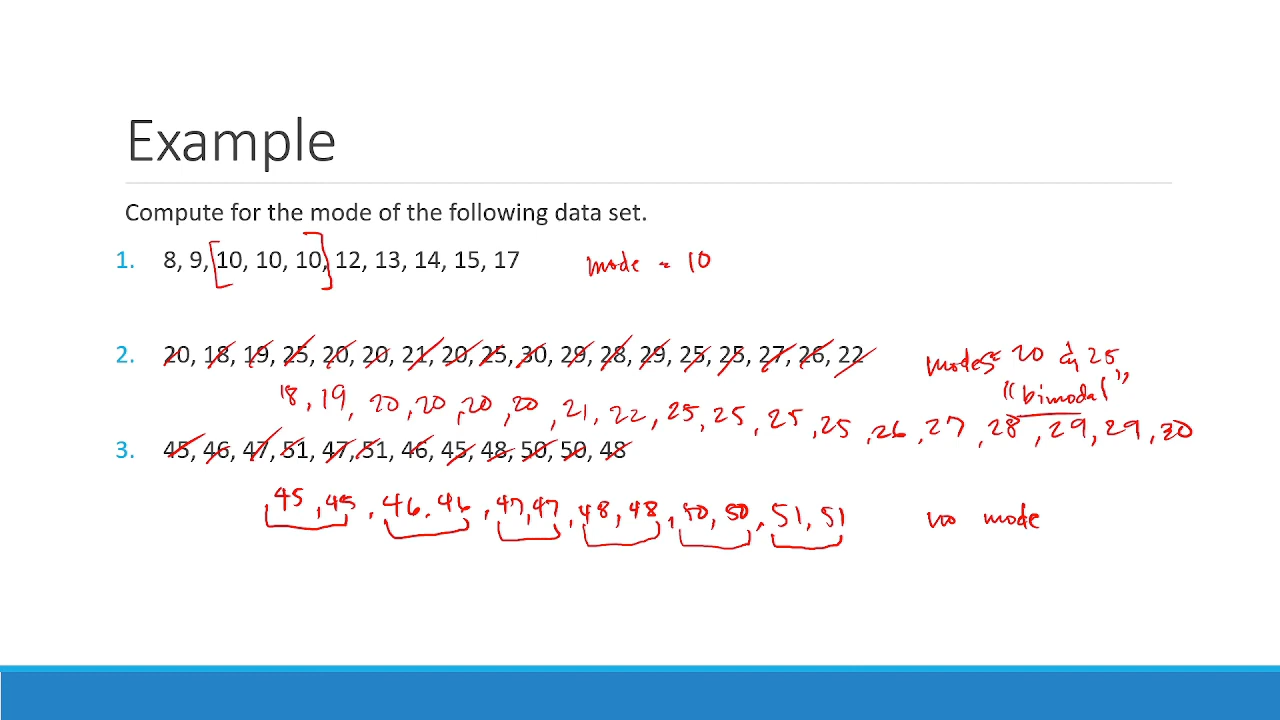 Example
Compute for the mode of the following data set.
1. 8, 9, [10, 10, 10,] 12, 13, 14, 15, 17 mode = 10
2. 20, 18, 19, 25, 20, 20, 21, 20, 25, 30, 29, 28, 29, 25, 25, 27, 26, 22 modes = 20 & 25
"bimodal"
18, 19, 20, 20, 20, 20, 21, 22, 25, 25, 25, 25, 26, 27, 28, 29, 29, 30
3. 45, 46, 47, 51, 47, 51, 46, 45, 48, 50, 50, 48
45, 45, 46, 46, 47, 47, 48, 48, 50, 50, 51, 51 no mode